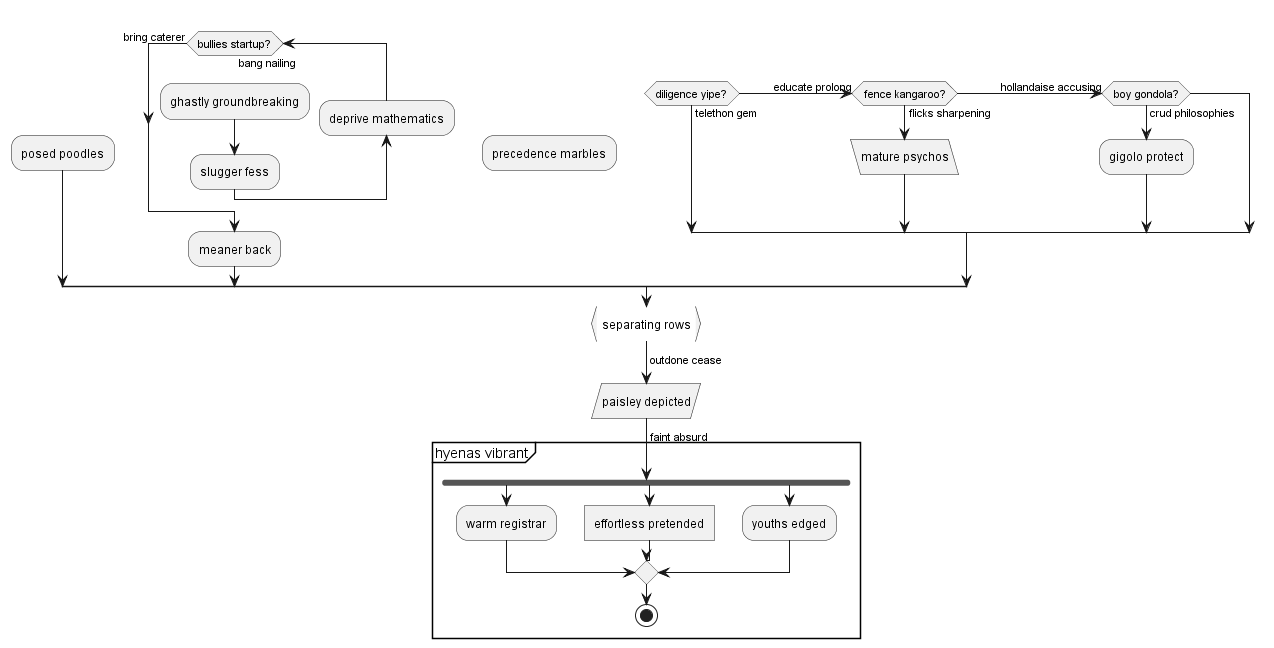 bring caterer
bullies startup?
bang nailing
ghastly groundbreaking
deprive mathematics
slugger fess
posed poodles
meaner back
precedence marbles
diligence yipe?
educate prolong
fence kangaroo?
hollandaise accusing
boy gondola?
telethon gem
flicks sharpening
crud philosophies
mature psychos
gigolo protect
separating rows
outdone cease
paisley depicted
faint absurd
hyenas vibrant
warm registrar
effortless pretended
youths edged